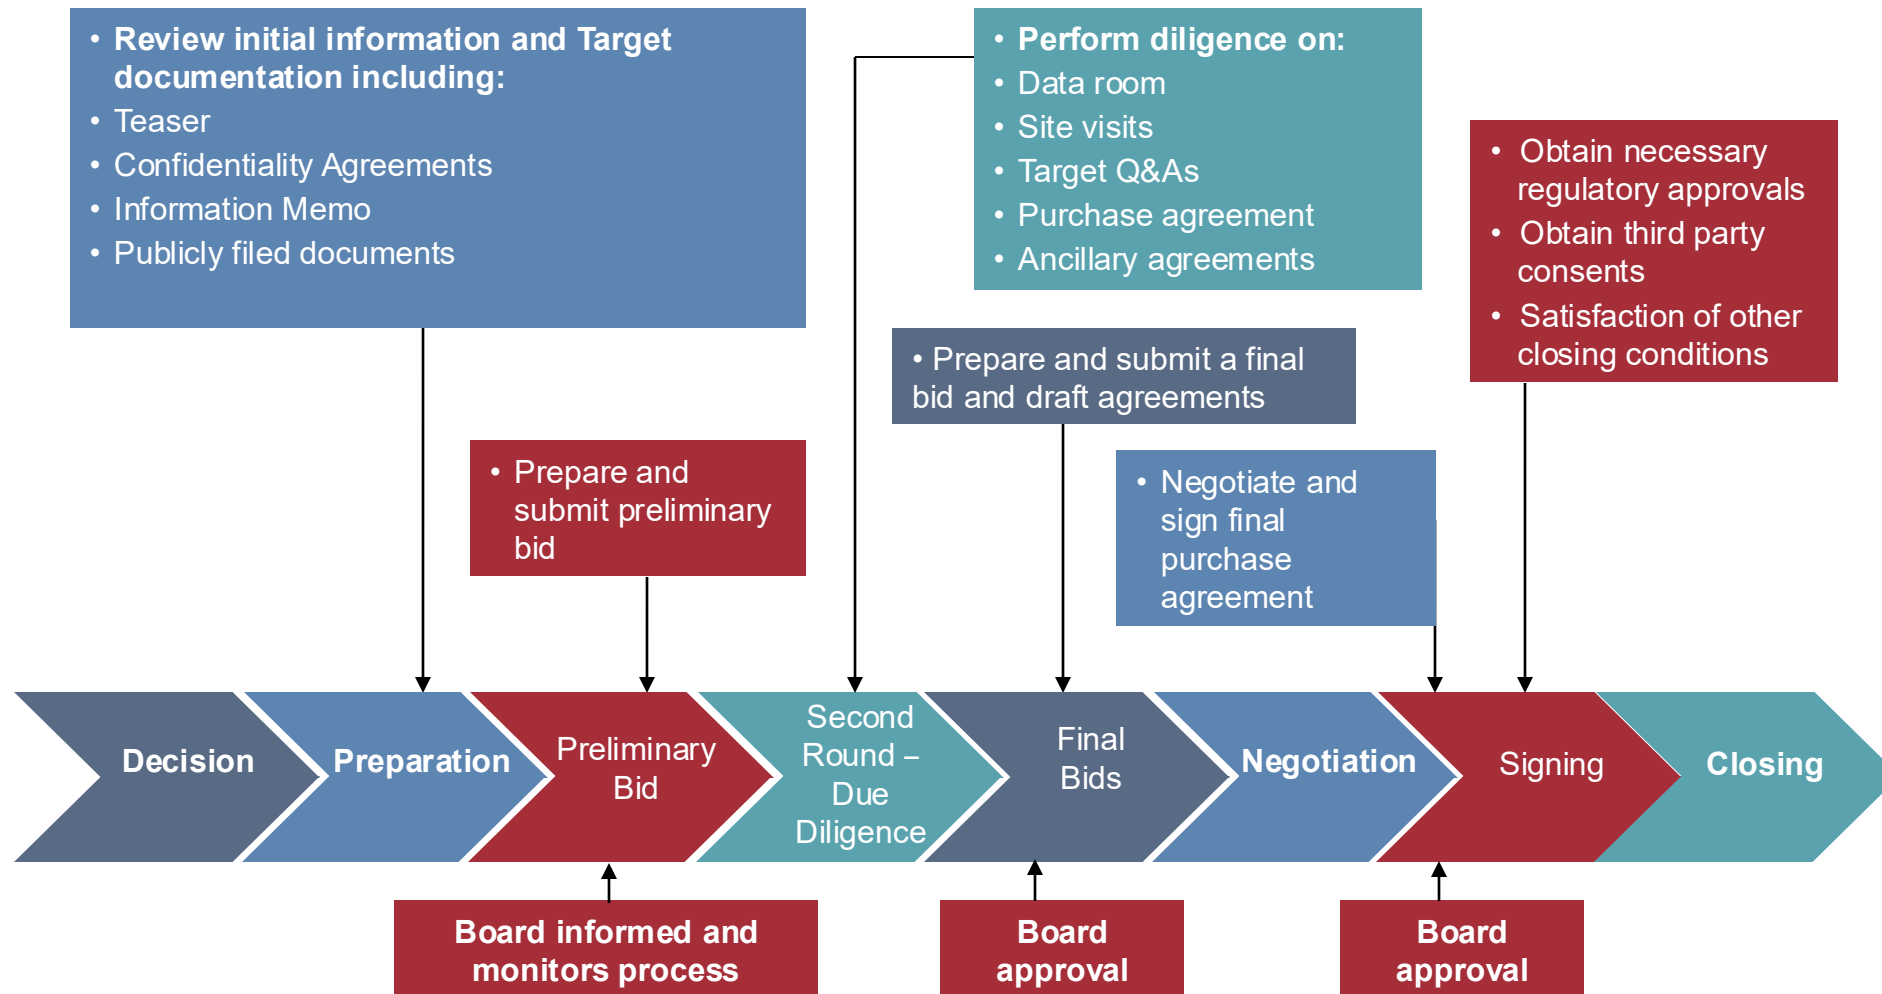 • Review initial information and Target
documentation including:
• Teaser
• Confidentiality Agreements
• Information Memo
• Publicly filed documents
• Perform diligence on:
• Data room
• Site visits
• Target Q&As
• Purchase agreement
• Ancillary agreements
• Obtain necessary
regulatory approvals
• Obtain third party
consents
• Satisfaction of other
closing conditions
• Prepare and submit a final
bid and draft agreements
• Prepare and
submit preliminary
bid
• Negotiate and
sign final
purchase
agreement
Decision
Preparation
Preliminary
Bid
Second
Round –
Due
Diligence
Final
Bids
Negotiation
Signing
Closing
Board informed and
monitors process
Board
approval
Board
approval